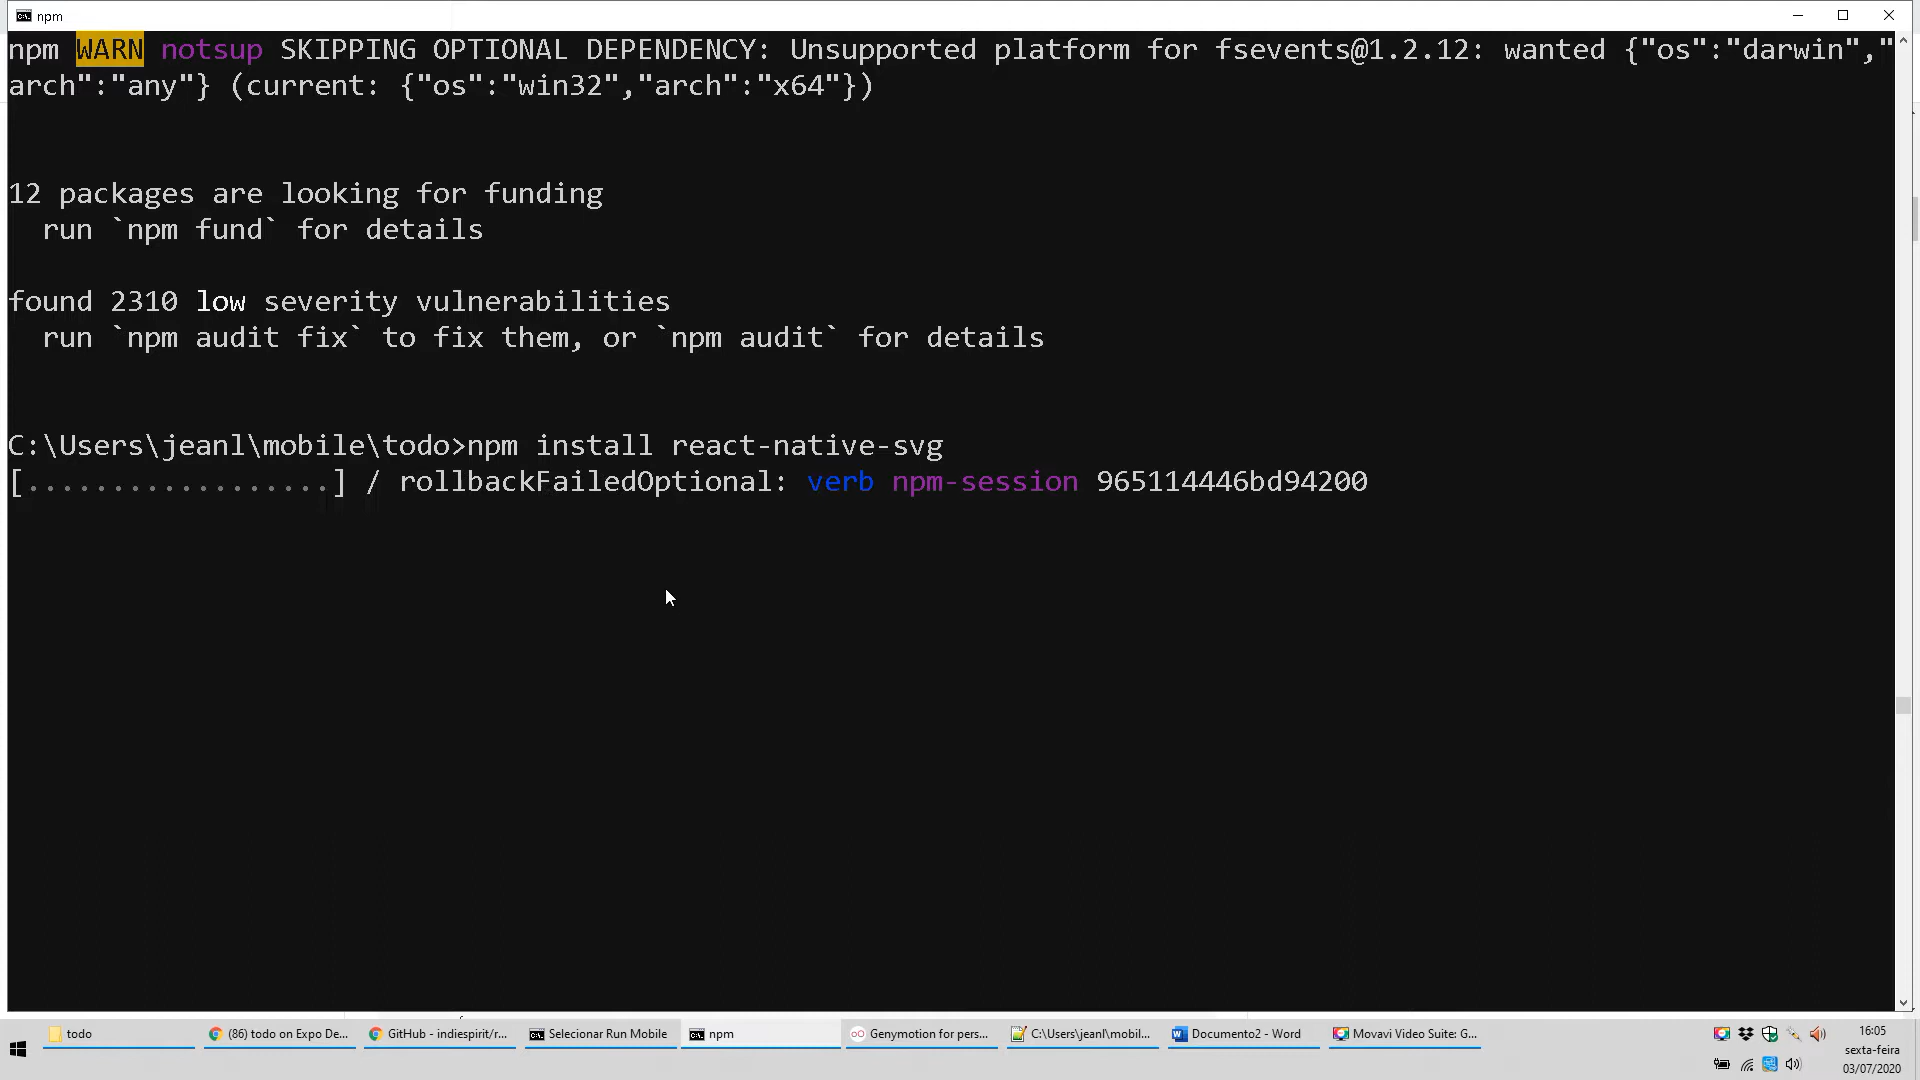 npm
npm WARN notsup SKIPPING OPTIONAL DEPENDENCY: Unsupported platform for fsevents@1.2.12: wanted {"os":"darwin","
arch":"any"} (current: {"os":"win32","arch":"x64"})
12 packages are looking for funding
run `npm fund` for details
found 2310 low severity vulnerabilities
run `npm audit fix` to fix them, or `npm audit` for details
C:\Users\jeanl\mobile\todo>npm install react-native-svg
[..................] / rollbackFailedOptional: verb npm-session 965114446bd94200
todo
(86) todo on Expo De...
GitHub - indiespirit/r...
Selecionar Run Mobile
npm
Genymotion for pers...
C:\Users\jeanl\mobil...
Documento2 - Word
Movavi Video Suite: G...
16:05
sexta-feira
03/07/2020